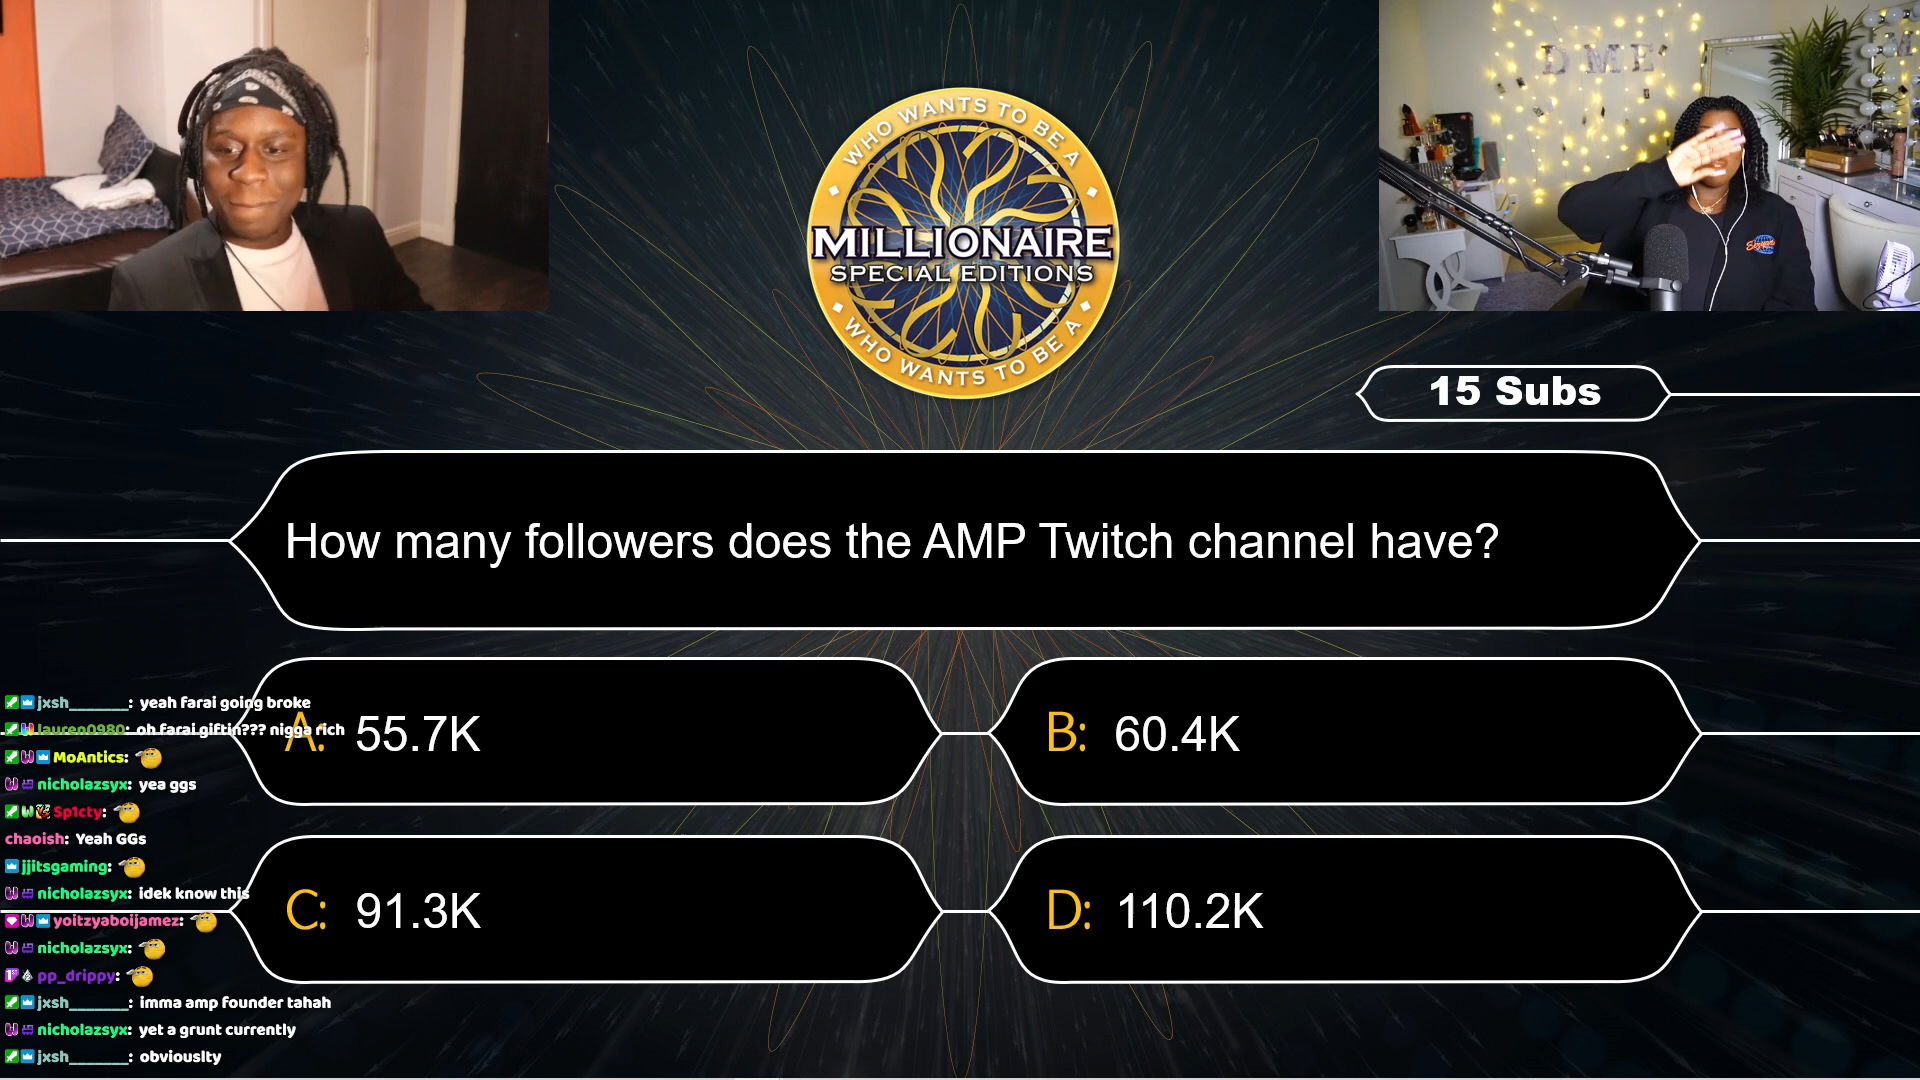 DME
WHO WANTS TO BE A
MILLIONAIRE
SPECIAL EDITIONS
WHO WANTS TO BE A
15 Subs
How many followers does the AMP Twitch channel have?
A: 55.7K
B: 60.4K
C: 91.3K
D: 110.2K
jxsh_______: yeah farai going broke
lauren0980: oh farai giftin??? nigga rich
MoAntics:
nicholazsyx: yea ggs
Sp1cty:
chaoish: Yeah GGs
jjitsgaming:
nicholazsyx: idek know this
yoitzyaboijamez:
nicholazsyx:
pp_drippy:
jxsh_______: imma amp founder tahah
nicholazsyx: yet a grunt currently
jxsh_______: obviouslty